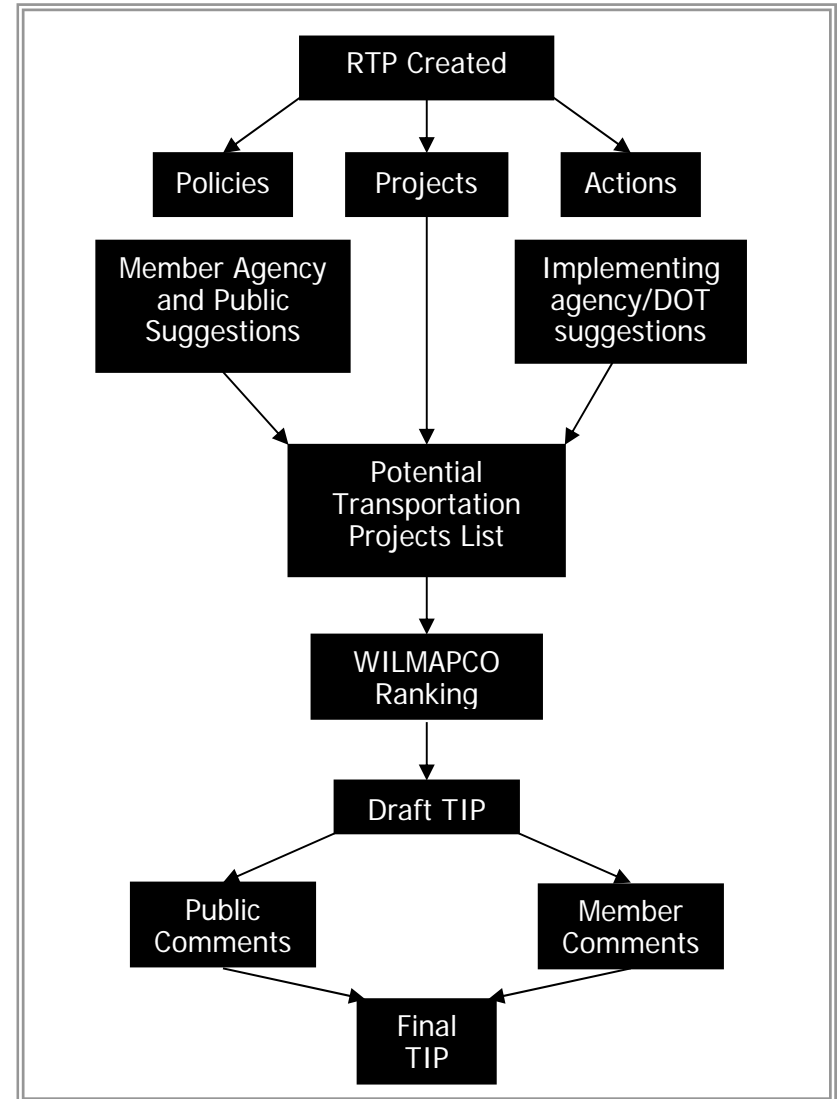 RTP Created
Policies
Projects
Actions
Member Agency
and Public
Suggestions
Implementing
agency/DOT
suggestions
Potential
Transportation
Projects List
WILMAPCO
Ranking
Draft TIP
Public
Comments
Member
Comments
Final
TIP